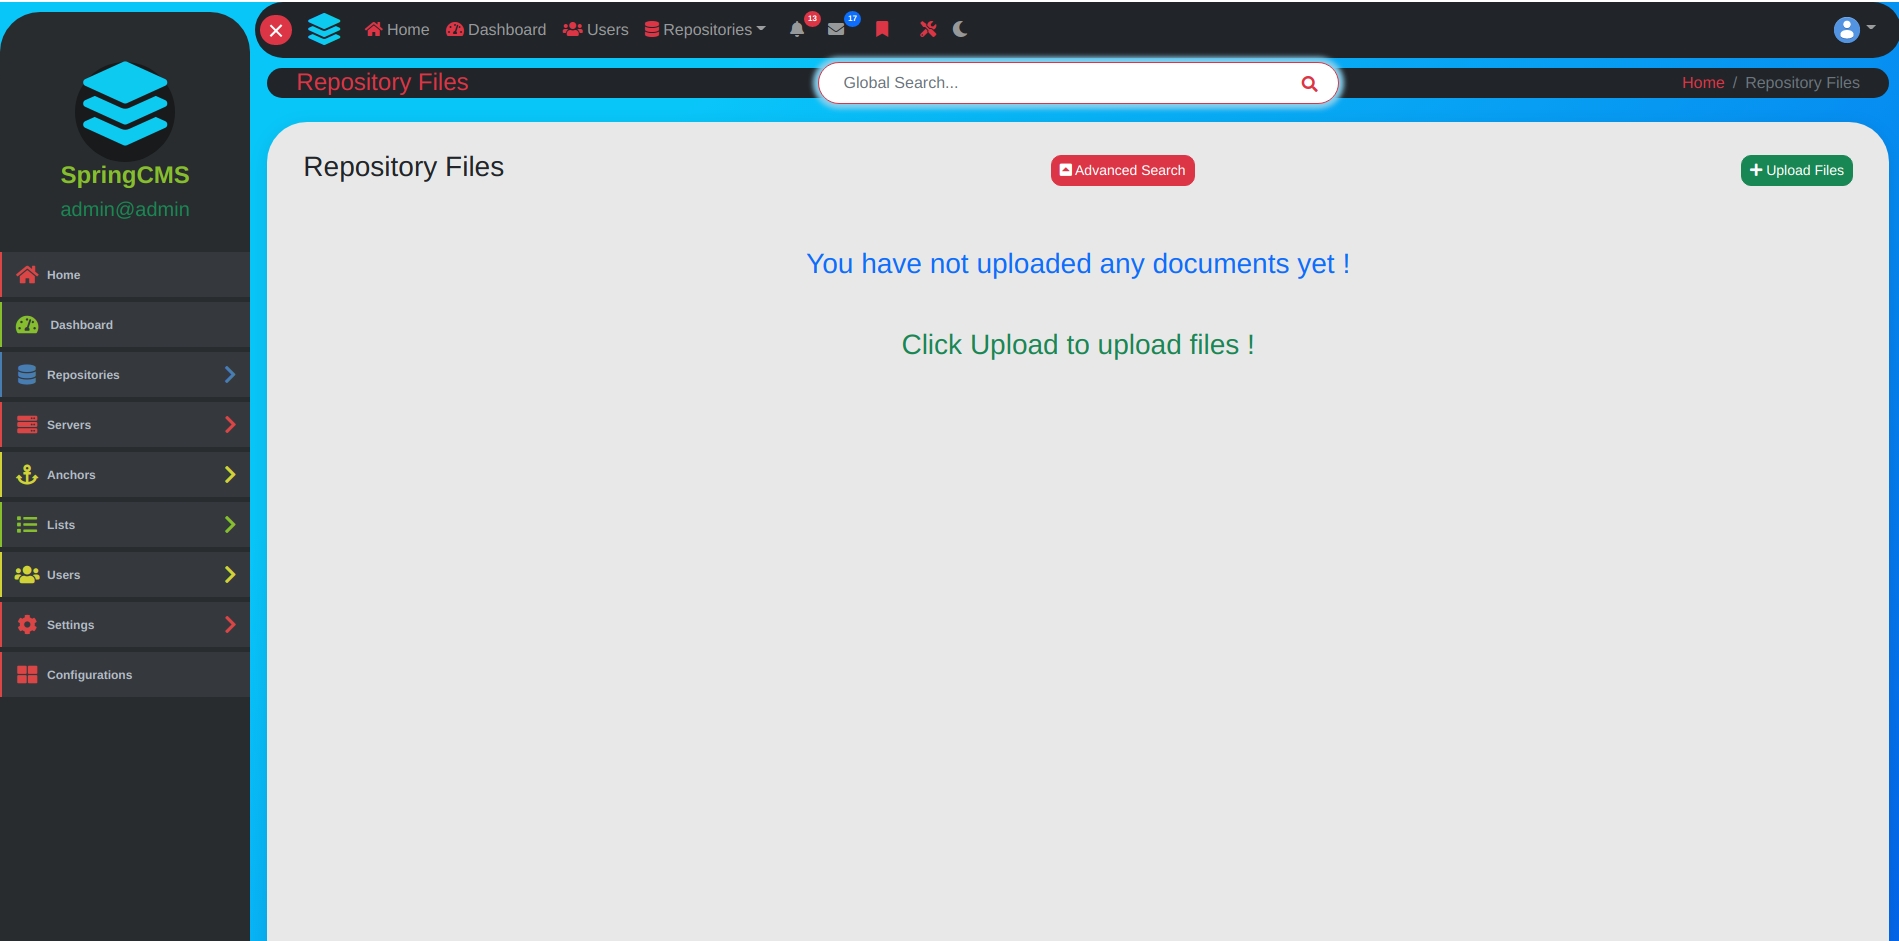 SpringCMS
admin@admin
Home
Dashboard
Repositories
Servers
Anchors
Lists
Users
Settings
Configurations
Home Dashboard Users Repositories 13 17
Repository Files
Global Search...
Home / Repository Files
Repository Files
Advanced Search
Upload Files
You have not uploaded any documents yet !
Click Upload to upload files !